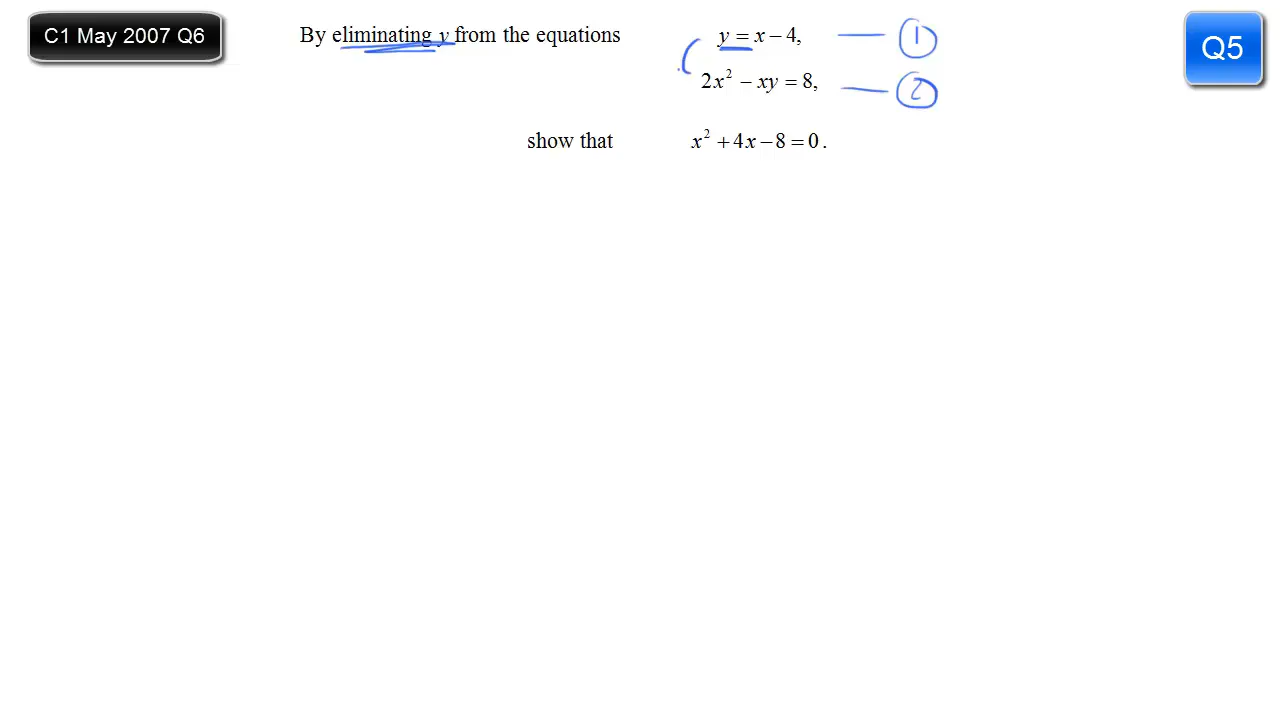 C1 May 2007 Q6
By eliminating y from the equations y = x − 4, ①
Q5
2x² − xy = 8, ②
show that x² + 4x − 8 = 0.